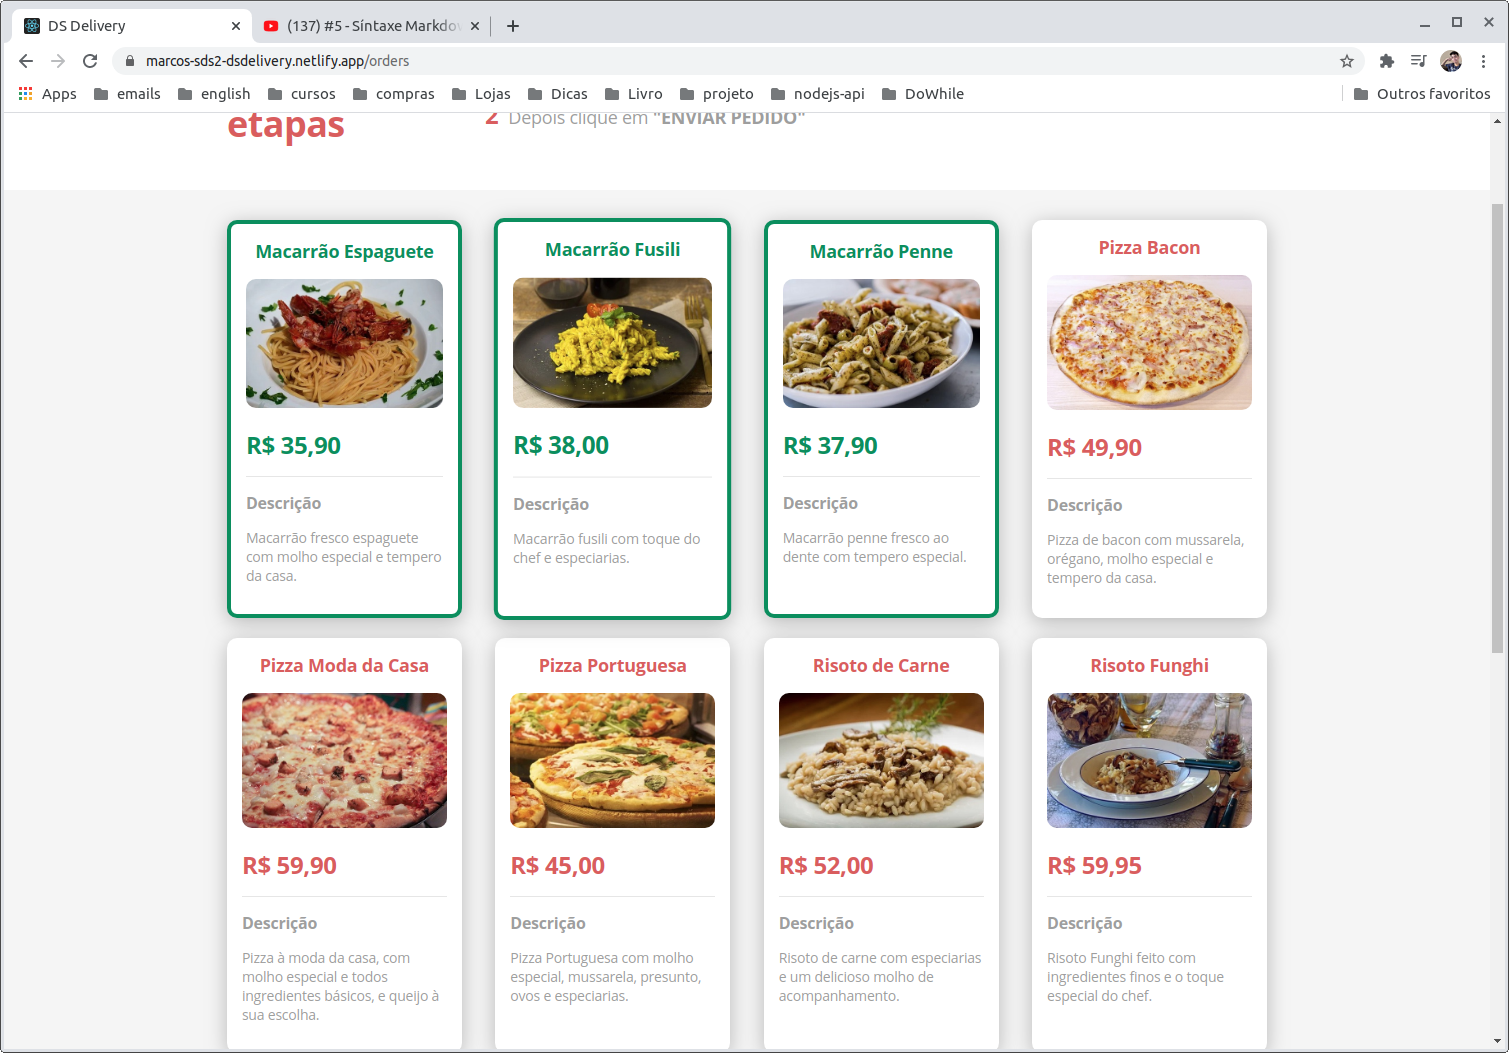 DS Delivery
(137) #5 - Síntaxe Markdo
marcos-sds2-dsdelivery.netlify.app/orders
Apps
emails
english
cursos
compras
Lojas
Dicas
Livro
projeto
nodejs-api
DoWhile
Outros favoritos
etapas
2 Depois clique em "ENVIAR PEDIDO"
Macarrão Espaguete
R$ 35,90
Descrição
Macarrão fresco espaguete
com molho especial e tempero
da casa.
Macarrão Fusili
R$ 38,00
Descrição
Macarrão fusili com toque do
chef e especiarias.
Macarrão Penne
R$ 37,90
Descrição
Macarrão penne fresco ao
dente com tempero especial.
Pizza Bacon
R$ 49,90
Descrição
Pizza de bacon com mussarela,
orégano, molho especial e
tempero da casa.
Pizza Moda da Casa
R$ 59,90
Descrição
Pizza à moda da casa, com
molho especial e todos
ingredientes básicos, e queijo à
sua escolha.
Pizza Portuguesa
R$ 45,00
Descrição
Pizza Portuguesa com molho
especial, mussarela, presunto,
ovos e especiarias.
Risoto de Carne
R$ 52,00
Descrição
Risoto de carne com especiarias
e um delicioso molho de
acompanhamento.
Risoto Funghi
R$ 59,95
Descrição
Risoto Funghi feito com
ingredientes finos e o toque
especial do chef.